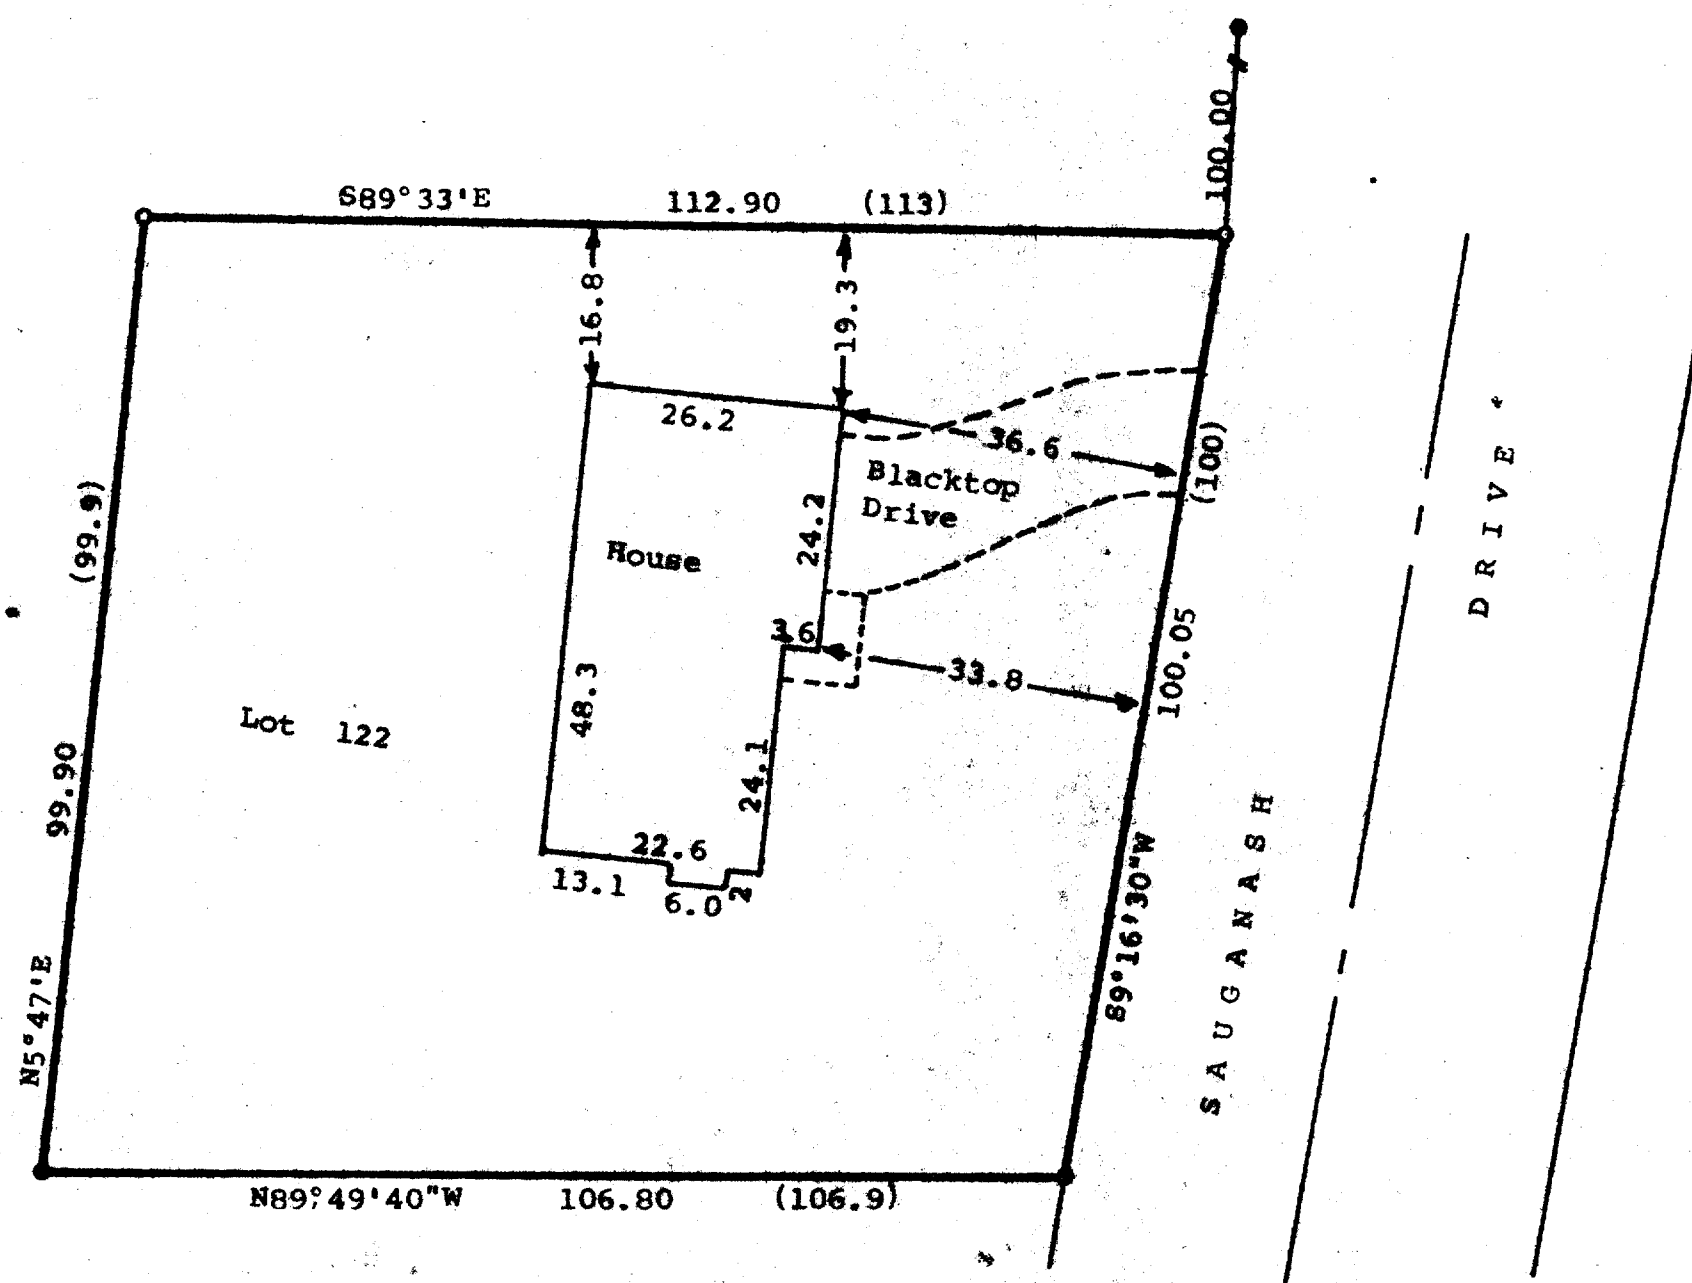 100.00
S89°33'E 112.90 (113)
16.8
19.3
26.2
36.6
(100)
Blacktop
Drive
24.2
House
(99.9)
3.6
33.8
100.05
48.3
Lot 122
24.1
99.90
22.6
13.1
6.0
2
89°16'30"W
N5°47'E
SAUGANASH DRIVE
N89°49'40"W 106.80 (106.9)